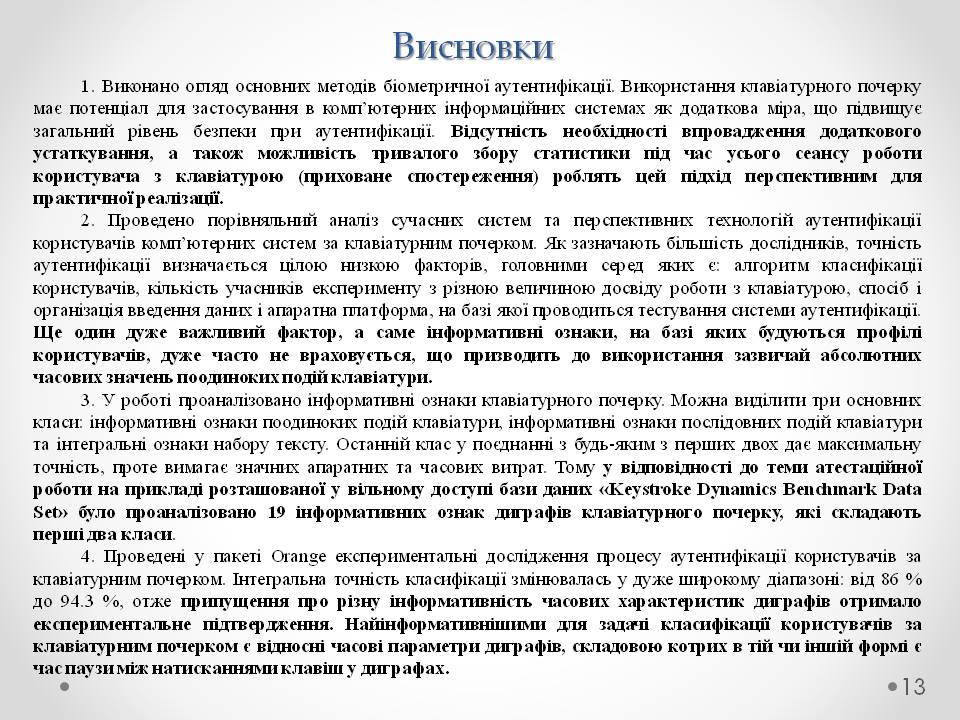 Висновки
1. Виконано огляд основних методів біометричної аутентифікації. Використання клавіатурного почерку
має потенціал для застосування в комп’ютерних інформаційних системах як додаткова міра, що підвищує
загальний рівень безпеки при аутентифікації. Відсутність необхідності впровадження додаткового
устаткування, а також можливість тривалого збору статистики під час усього сеансу роботи
користувача з клавіатурою (приховане спостереження) роблять цей підхід перспективним для
практичної реалізації.
2. Проведено порівняльний аналіз сучасних систем та перспективних технологій аутентифікації
користувачів комп’ютерних систем за клавіатурним почерком. Як зазначають більшість дослідників, точність
аутентифікації визначається цілою низкою факторів, головними серед яких є: алгоритм класифікації
користувачів, кількість учасників експерименту з різною величиною досвіду роботи з клавіатурою, спосіб і
організація введення даних і апаратна платформа, на базі якої проводиться тестування системи аутентифікації.
Ще один дуже важливий фактор, а саме інформативні ознаки, на базі яких будуються профілі
користувачів, дуже часто не враховується, що призводить до використання зазвичай абсолютних
часових значень поодиноких подій клавіатури.
3. У роботі проаналізовано інформативні ознаки клавіатурного почерку. Можна виділити три основних
класи: інформативні ознаки поодиноких подій клавіатури, інформативні ознаки послідовних подій клавіатури
та інтегральні ознаки набору тексту. Останній клас у поєднанні з будь-яким з перших двох дає максимальну
точність, проте вимагає значних апаратних та часових витрат. Тому у відповідності до теми атестаційної
роботи на прикладі розташованої у вільному доступі бази даних «Keystroke Dynamics Benchmark Data
Set» було проаналізовано 19 інформативних ознак диграфів клавіатурного почерку, які складають
перші два класи.
4. Проведені у пакеті Orange експериментальні дослідження процесу аутентифікації користувачів за
клавіатурним почерком. Інтегральна точність класифікації змінювалась у дуже широкому діапазоні: від 86 %
до 94.3 %, отже припущення про різну інформативність часових характеристик диграфів отримало
експериментальне підтвердження. Найінформативнішими для задачі класифікації користувачів за
клавіатурним почерком є відносні часові параметри диграфів, складовою котрих в тій чи іншій формі є
час паузи між натисканнями клавіш у диграфах.
13